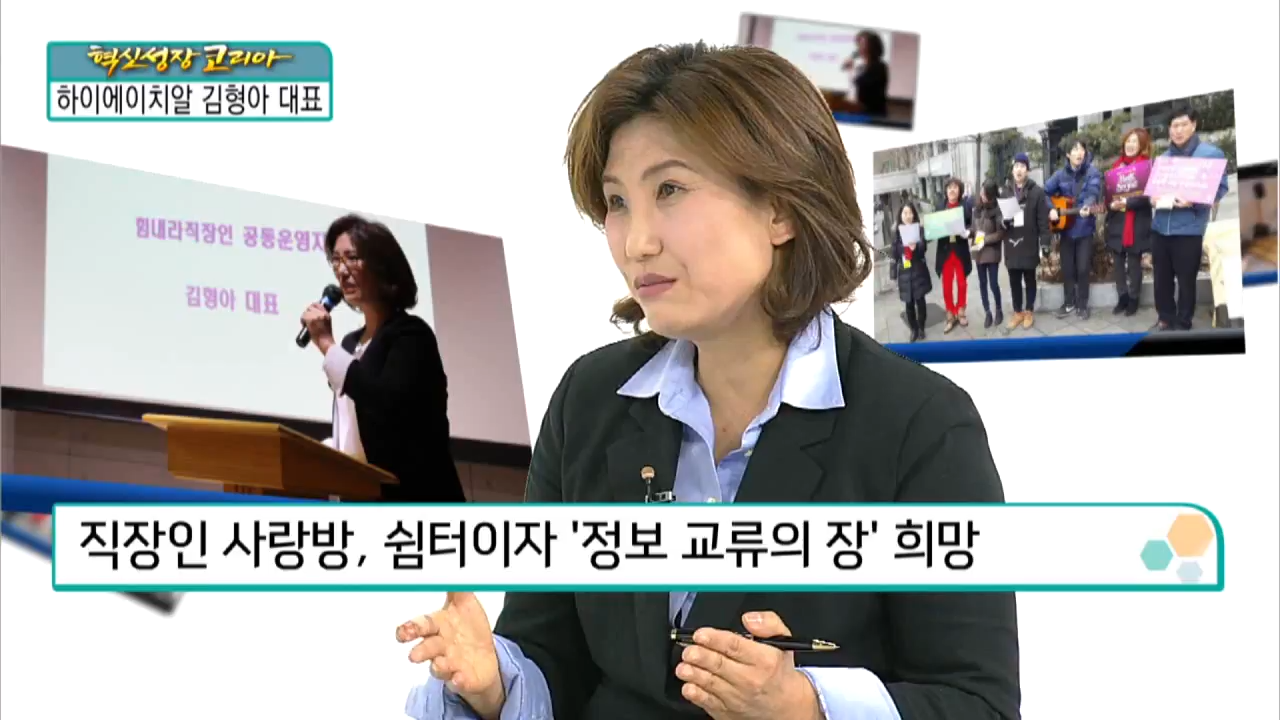 혁신성장 코리아
하이에이치알 김형아 대표
힘내라직장인 공통운영자
김형아 대표
직장인 사랑방, 쉼터이자 '정보 교류의 장' 희망